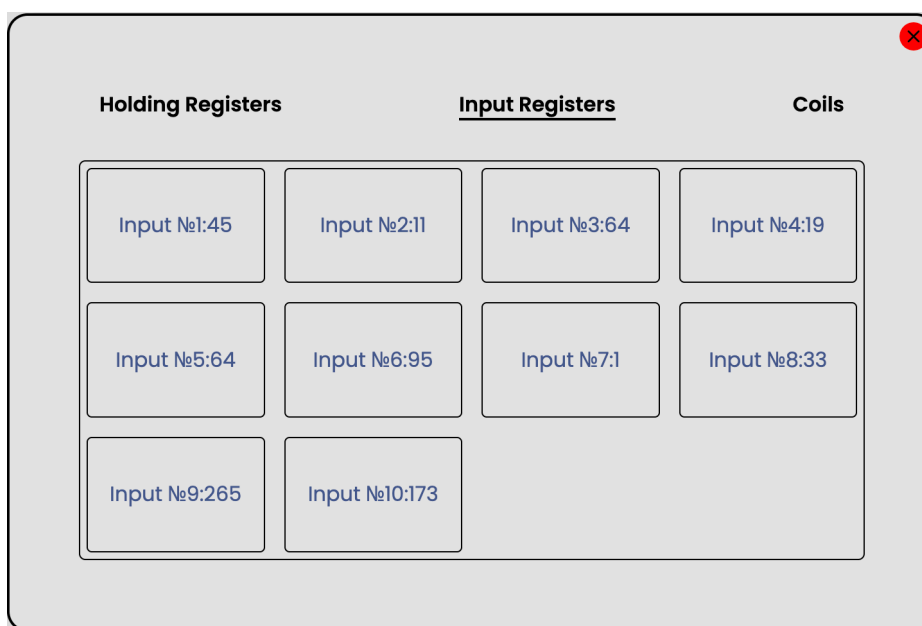 Holding Registers Input Registers Coils
Input №1:45 Input №2:11 Input №3:64 Input №4:19
Input №5:64 Input №6:95 Input №7:1 Input №8:33
Input №9:265 Input №10:173